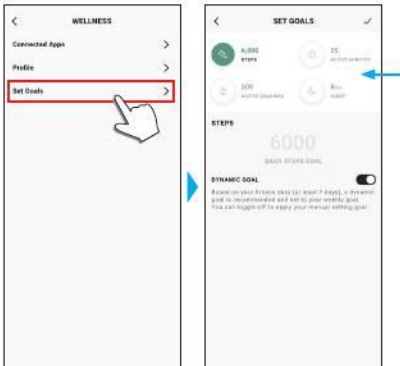 WELLNESS
Connected Apps
Profile
Set Goals
SET GOALS
6,000
STEPS
25
ACTIVE MINUTES
300
ACTIVE CALORIES
SLEEP
STEPS
6000
DAILY STEPS GOAL
DYNAMIC GOAL
Based on your fitness data (at least 7 days), a dynamic
goal is recommended and set to your weekly goal.
You can toggle off to apply your manual setting goal.